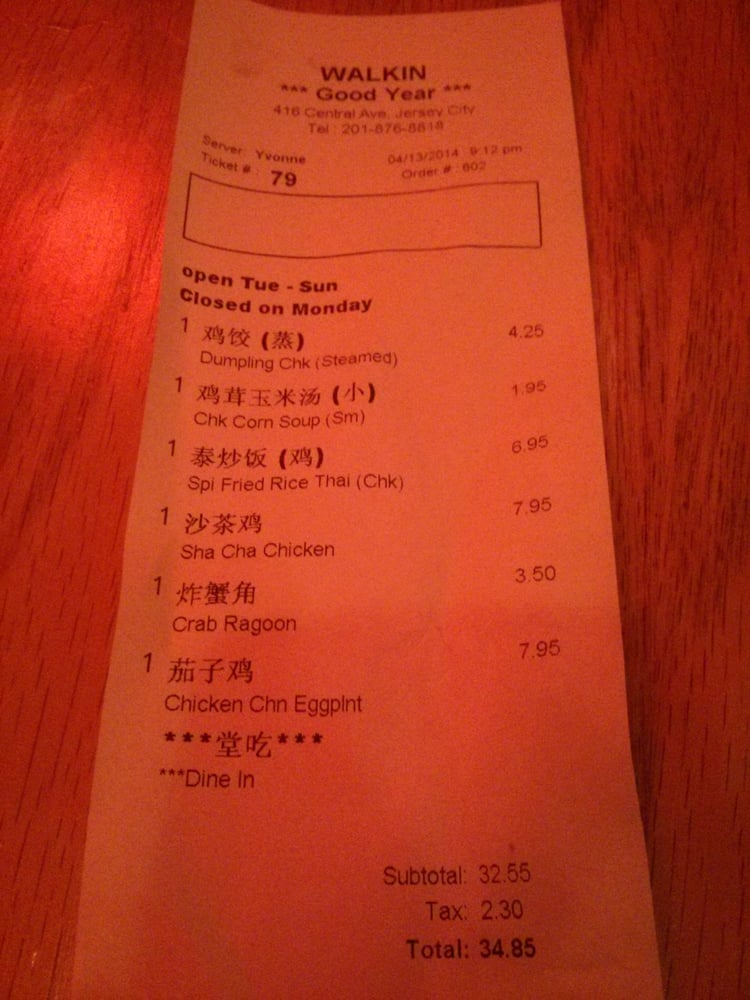 WALKIN
*** Good Year ***
416 Central Ave, Jersey City
Tel : 201-876-8818
Server: Yvonne 04/13/2014 9:12 pm
Ticket # : 79 Order # : 602
open Tue - Sun
Closed on Monday
1 鸡饺 (蒸) 4.25
Dumpling Chk (Steamed)
1 鸡茸玉米汤 (小) 1.95
Chk Corn Soup (Sm)
1 泰炒饭 (鸡) 6.95
Spi Fried Rice Thai (Chk)
1 沙茶鸡 7.95
Sha Cha Chicken
1 炸蟹角 3.50
Crab Ragoon
1 茄子鸡 7.95
Chicken Chn Eggplnt
***堂吃***
***Dine In
Subtotal: 32.55
Tax: 2.30
Total: 34.85